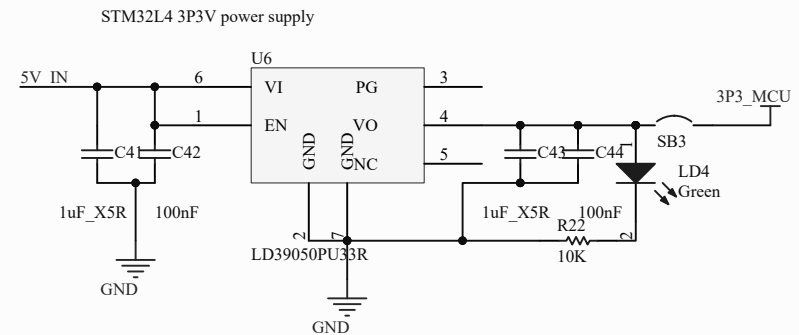 STM32L4 3P3V power supply
U6
5V_IN
6
VI
PG
3
3P3_MCU
1
EN
VO
4
SB3
C41
C42
GND
GND
NC
5
C43
C44
1
LD4
Green
1uF_X5R
100nF
1uF_X5R
100nF
2
7
R22
2
LD39050PU33R
10K
GND
GND